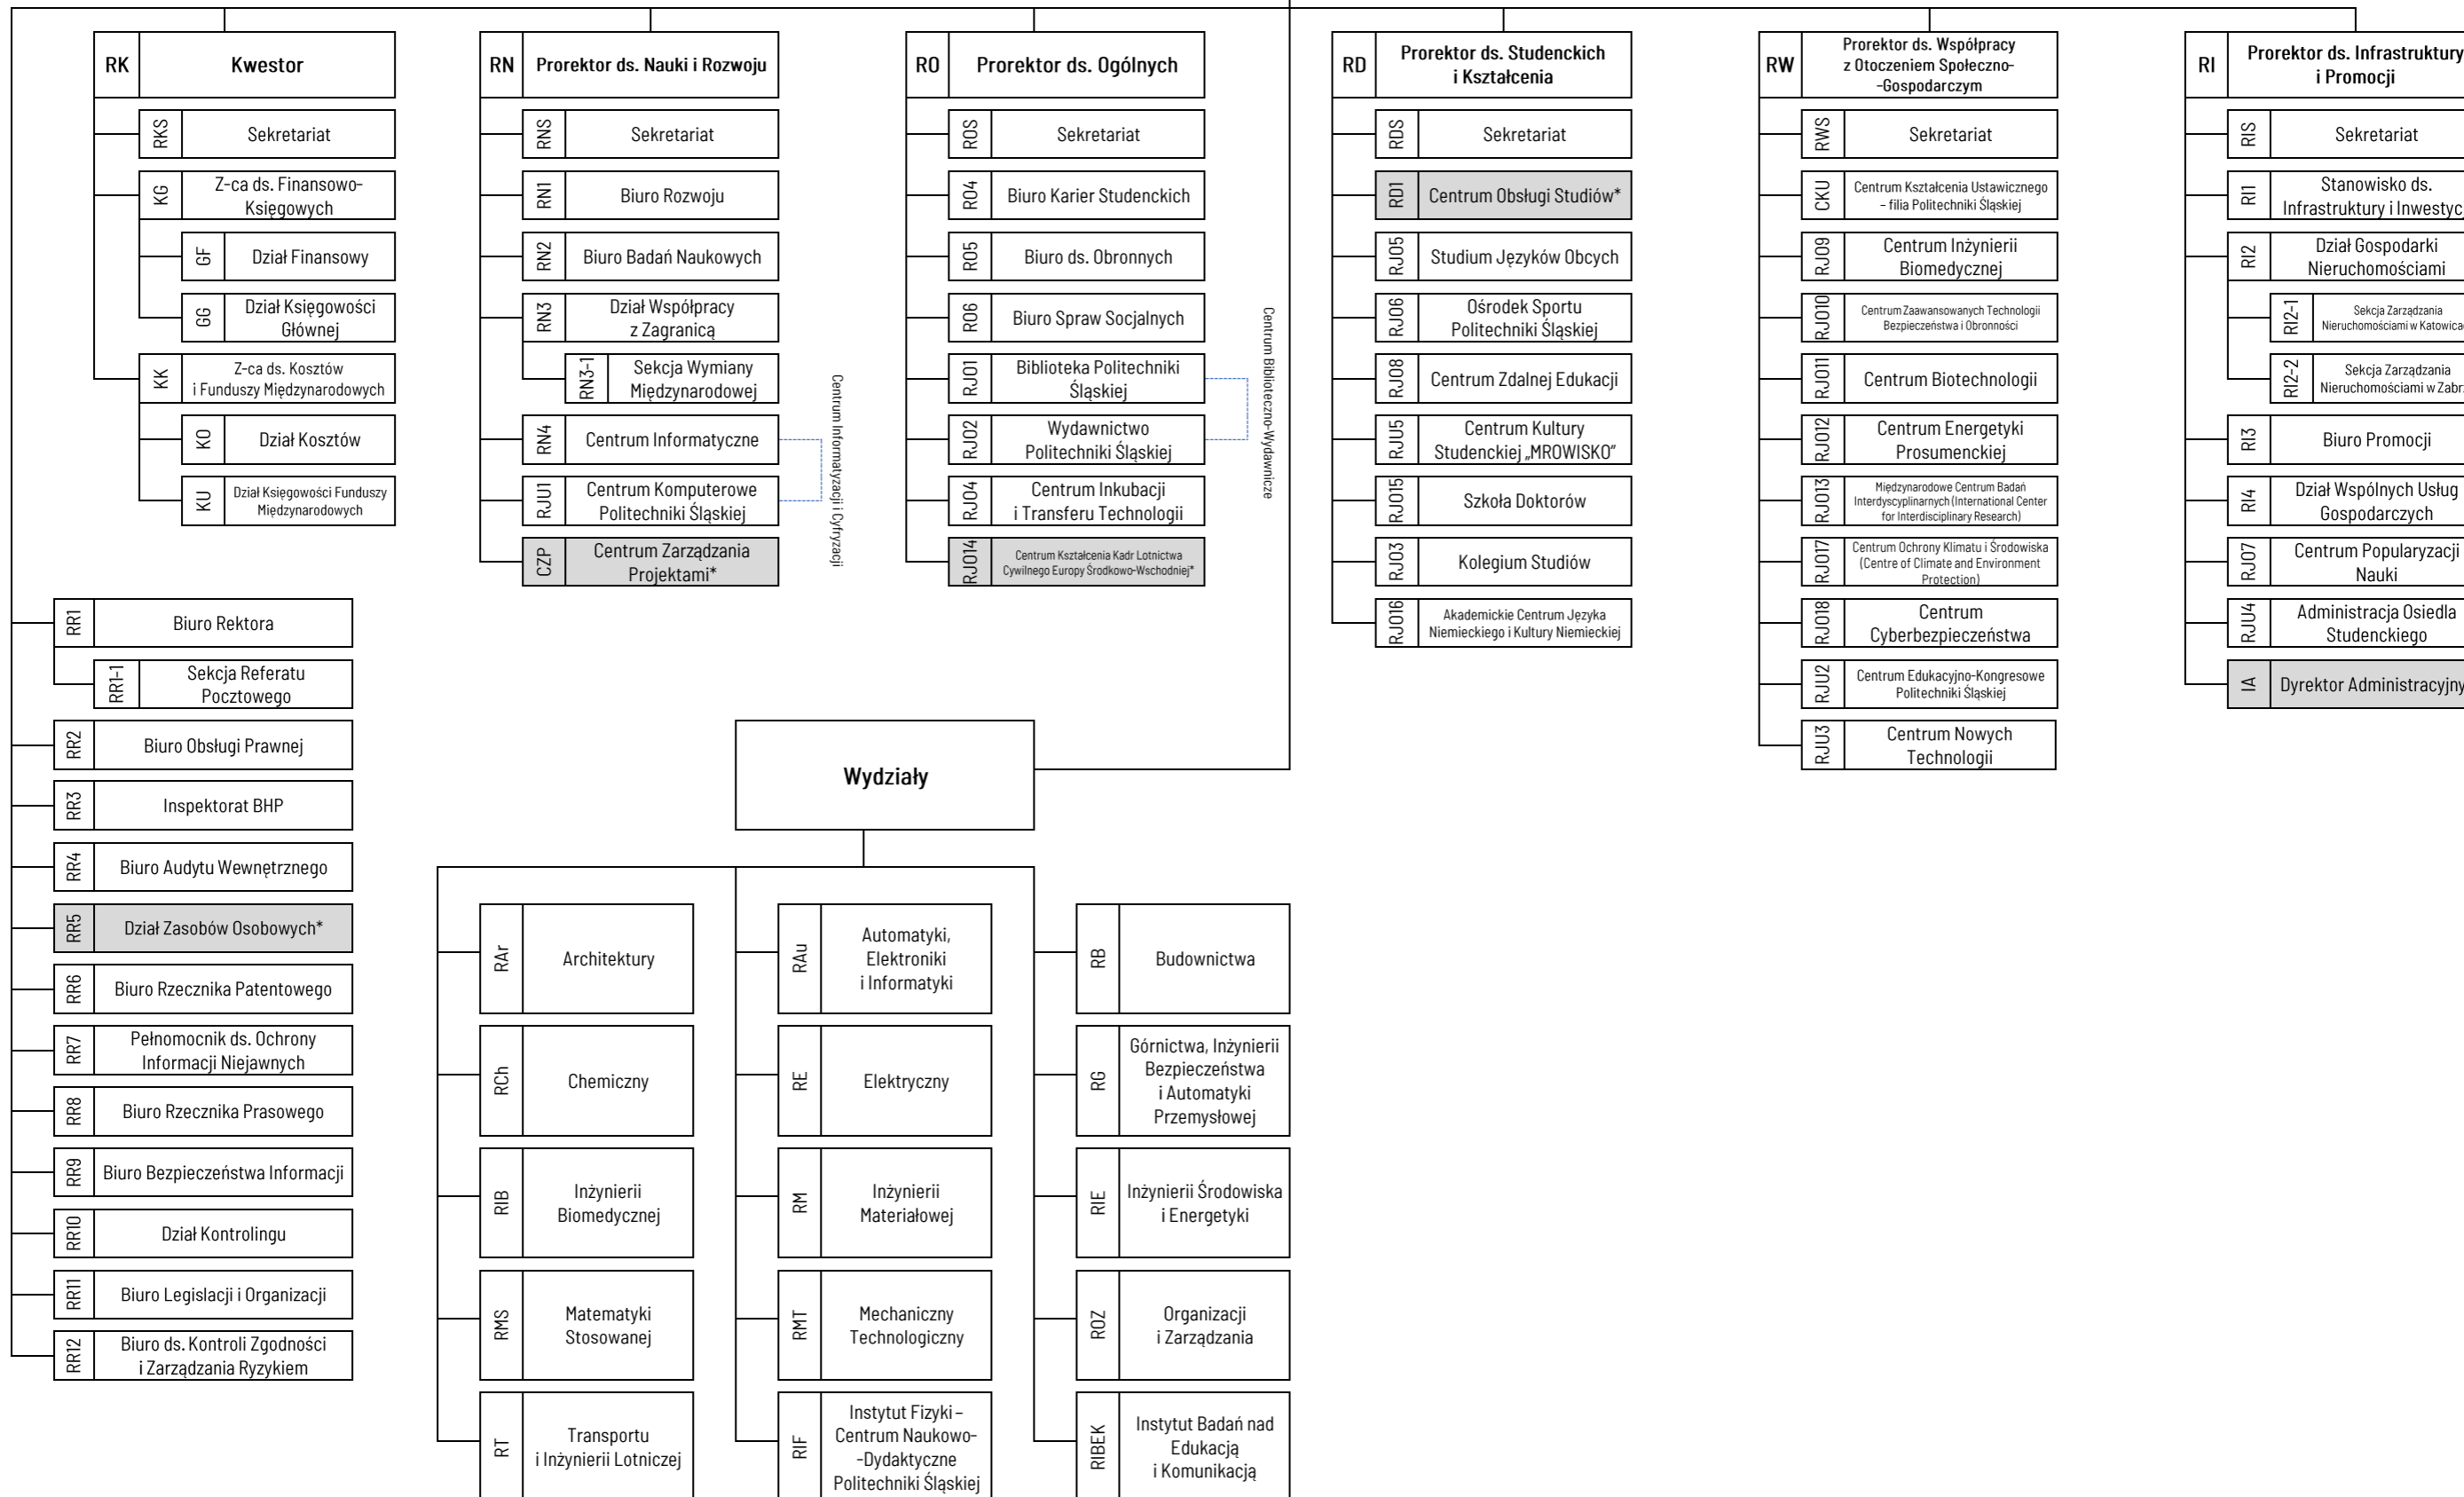 RK
Kwestor
RKS
Sekretariat
KG
Z-ca ds. Finansowo-
Księgowych
GF
Dział Finansowy
GG
Dział Księgowości
Głównej
KK
Z-ca ds. Kosztów
i Funduszy Międzynarodowych
KO
Dział Kosztów
KU
Dział Księgowości Funduszy
Międzynarodowych
RN
Prorektor ds. Nauki i Rozwoju
RNS
Sekretariat
RN1
Biuro Rozwoju
RN2
Biuro Badań Naukowych
RN3
Dział Współpracy
z Zagranicą
RN3-1
Sekcja Wymiany
Międzynarodowej
RN4
Centrum Informatyczne
RJU1
Centrum Komputerowe
Politechniki Śląskiej
CZP
Centrum Zarządzania
Projektami*
Centrum Informatyzacji i Cyfryzacji
RO
Prorektor ds. Ogólnych
ROS
Sekretariat
RO4
Biuro Karier Studenckich
RO5
Biuro ds. Obronnych
RO6
Biuro Spraw Socjalnych
RJO1
Biblioteka Politechniki
Śląskiej
RJO2
Wydawnictwo
Politechniki Śląskiej
RJO4
Centrum Inkubacji
i Transferu Technologii
RJO14
Centrum Kształcenia Kadr Lotnictwa
Cywilnego Europy Środkowo-Wschodniej*
Centrum Biblioteczno-Wydawnicze
RD
Prorektor ds. Studenckich
i Kształcenia
RDS
Sekretariat
RD1
Centrum Obsługi Studiów*
RJO5
Studium Języków Obcych
RJO6
Ośrodek Sportu
Politechniki Śląskiej
RJO8
Centrum Zdalnej Edukacji
RJU5
Centrum Kultury
Studenckiej „MROWISKO”
RJO15
Szkoła Doktorów
RJO3
Kolegium Studiów
RJO16
Akademickie Centrum Języka
Niemieckiego i Kultury Niemieckiej
RW
Prorektor ds. Współpracy
z Otoczeniem Społeczno-
-Gospodarczym
RWS
Sekretariat
CKU
Centrum Kształcenia Ustawicznego
– filia Politechniki Śląskiej
RJO9
Centrum Inżynierii
Biomedycznej
RJO10
Centrum Zaawansowanych Technologii
Bezpieczeństwa i Obronności
RJO11
Centrum Biotechnologii
RJO12
Centrum Energetyki
Prosumenckiej
RJO13
Międzynarodowe Centrum Badań
Interdyscyplinarnych (International Center
for Interdisciplinary Research)
RJO17
Centrum Ochrony Klimatu i Środowiska
(Centre of Climate and Environment
Protection)
RJO18
Centrum
Cyberbezpieczeństwa
RJU2
Centrum Edukacyjno-Kongresowe
Politechniki Śląskiej
RJU3
Centrum Nowych
Technologii
RI
Prorektor ds. Infrastruktury
i Promocji
RIS
Sekretariat
RI1
Stanowisko ds.
Infrastruktury i Inwestyc
RI2
Dział Gospodarki
Nieruchomościami
RI2-1
Sekcja Zarządzania
Nieruchomościami w Katowica
RI2-2
Sekcja Zarządzania
Nieruchomościami w Zabr
RI3
Biuro Promocji
RI4
Dział Wspólnych Usług
Gospodarczych
RJO7
Centrum Popularyzacji
Nauki
RJU4
Administracja Osiedla
Studenckiego
IA
Dyrektor Administracyjny
RR1
Biuro Rektora
RR1-1
Sekcja Referatu
Pocztowego
RR2
Biuro Obsługi Prawnej
RR3
Inspektorat BHP
RR4
Biuro Audytu Wewnętrznego
RR5
Dział Zasobów Osobowych*
RR6
Biuro Rzecznika Patentowego
RR7
Pełnomocnik ds. Ochrony
Informacji Niejawnych
RR8
Biuro Rzecznika Prasowego
RR9
Biuro Bezpieczeństwa Informacji
RR10
Dział Kontrolingu
RR11
Biuro Legislacji i Organizacji
RR12
Biuro ds. Kontroli Zgodności
i Zarządzania Ryzykiem
Wydziały
RAr
Architektury
RAu
Automatyki,
Elektroniki
i Informatyki
RB
Budownictwa
RCh
Chemiczny
RE
Elektryczny
RG
Górnictwa, Inżynierii
Bezpieczeństwa
i Automatyki
Przemysłowej
RIB
Inżynierii
Biomedycznej
RM
Inżynierii
Materiałowej
RIE
Inżynierii Środowiska
i Energetyki
RMS
Matematyki
Stosowanej
RMT
Mechaniczny
Technologiczny
ROZ
Organizacji
i Zarządzania
RT
Transportu
i Inżynierii Lotniczej
RIF
Instytut Fizyki –
Centrum Naukowo-
-Dydaktyczne
Politechniki Śląskiej
RIBEK
Instytut Badań nad
Edukacją
i Komunikacją